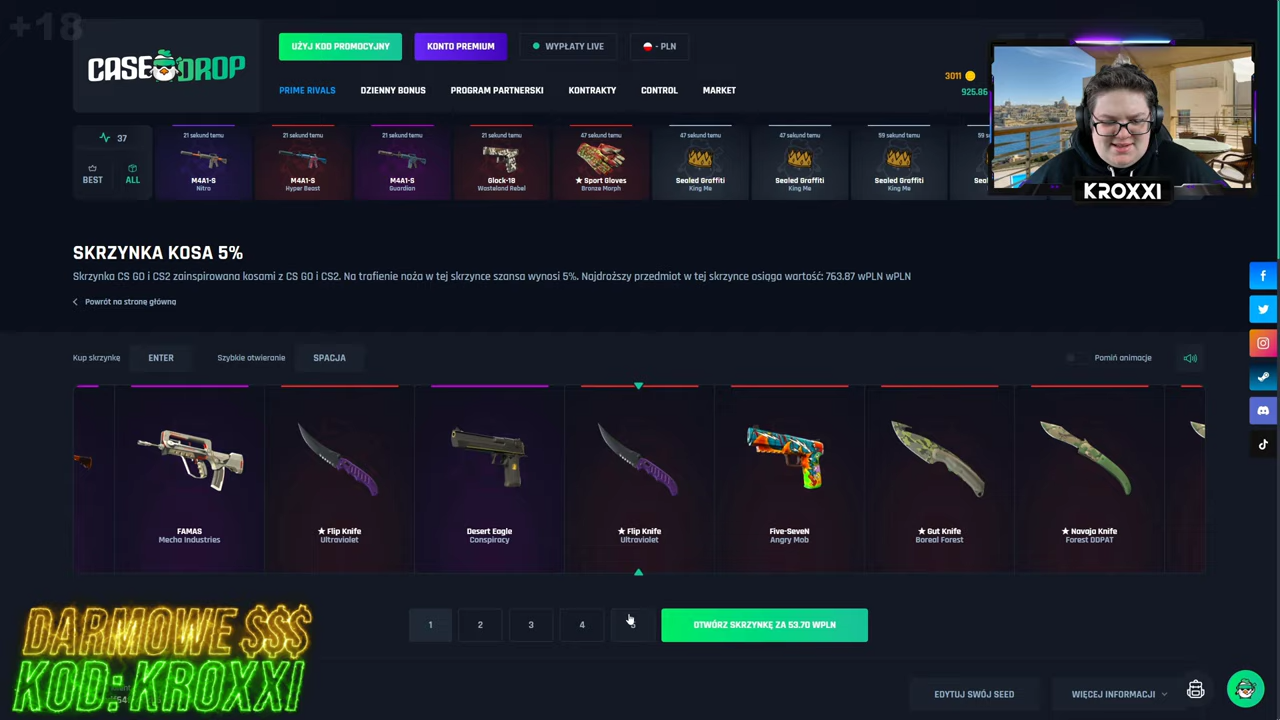 +18
CASE DROP
UŻYJ KOD PROMOCYJNY
KONTO PREMIUM
WYPŁATY LIVE
- PLN
PRIME RIVALS
DZIENNY BONUS
PROGRAM PARTNERSKI
KONTRAKTY
CONTROL
MARKET
3011
925.86
KROXXI
37
BEST
ALL
21 sekund temu
M4A1-S
Nitro
21 sekund temu
M4A1-S
Hyper Beast
21 sekund temu
M4A1-S
Guardian
21 sekund temu
Glock-18
Wasteland Rebel
47 sekund temu
★ Sport Gloves
Bronze Morph
47 sekund temu
Sealed Graffiti
King Me
47 sekund temu
Sealed Graffiti
King Me
59 sekund temu
Sealed Graffiti
King Me
59 se
Sealed
SKRZYNKA KOSA 5%
Skrzynka CS GO i CS2 zainspirowana kosami z CS GO i CS2. Na trafienie noża w tej skrzynce szansa wynosi 5%. Najdroższy przedmiot w tej skrzynce osiąga wartość: 763.87 wPLN wPLN
Powrót na stronę główną
Kup skrzynkę
ENTER
Szybkie otwieranie
SPACJA
Pomiń animacje
FAMAS
Mecha Industries
★ Flip Knife
Ultraviolet
Desert Eagle
Conspiracy
★ Flip Knife
Ultraviolet
Five-SeveN
Angry Mob
★ Gut Knife
Boreal Forest
★ Navaja Knife
Forest DDPAT
1
2
3
4
5
OTWÓRZ SKRZYNKĘ ZA 53.70 WPLN
DARMOWE $$$
KOD: KROXXI
EDYTUJ SWÓJ SEED
WIĘCEJ INFORMACJI